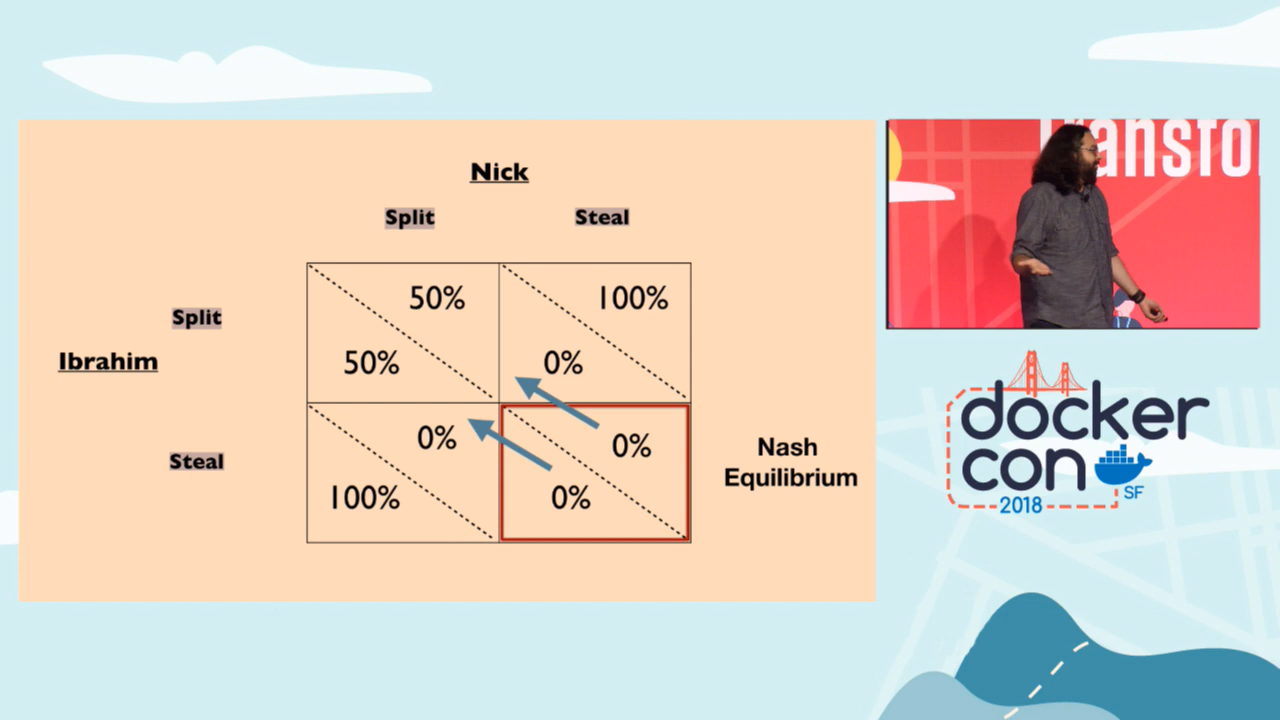 Nick
Split Steal
Split
50% 100%
50% 0%
Ibrahim
Steal
0% 0%
100% 0%
Nash
Equilibrium
Transfo
docker
con
2018
SF